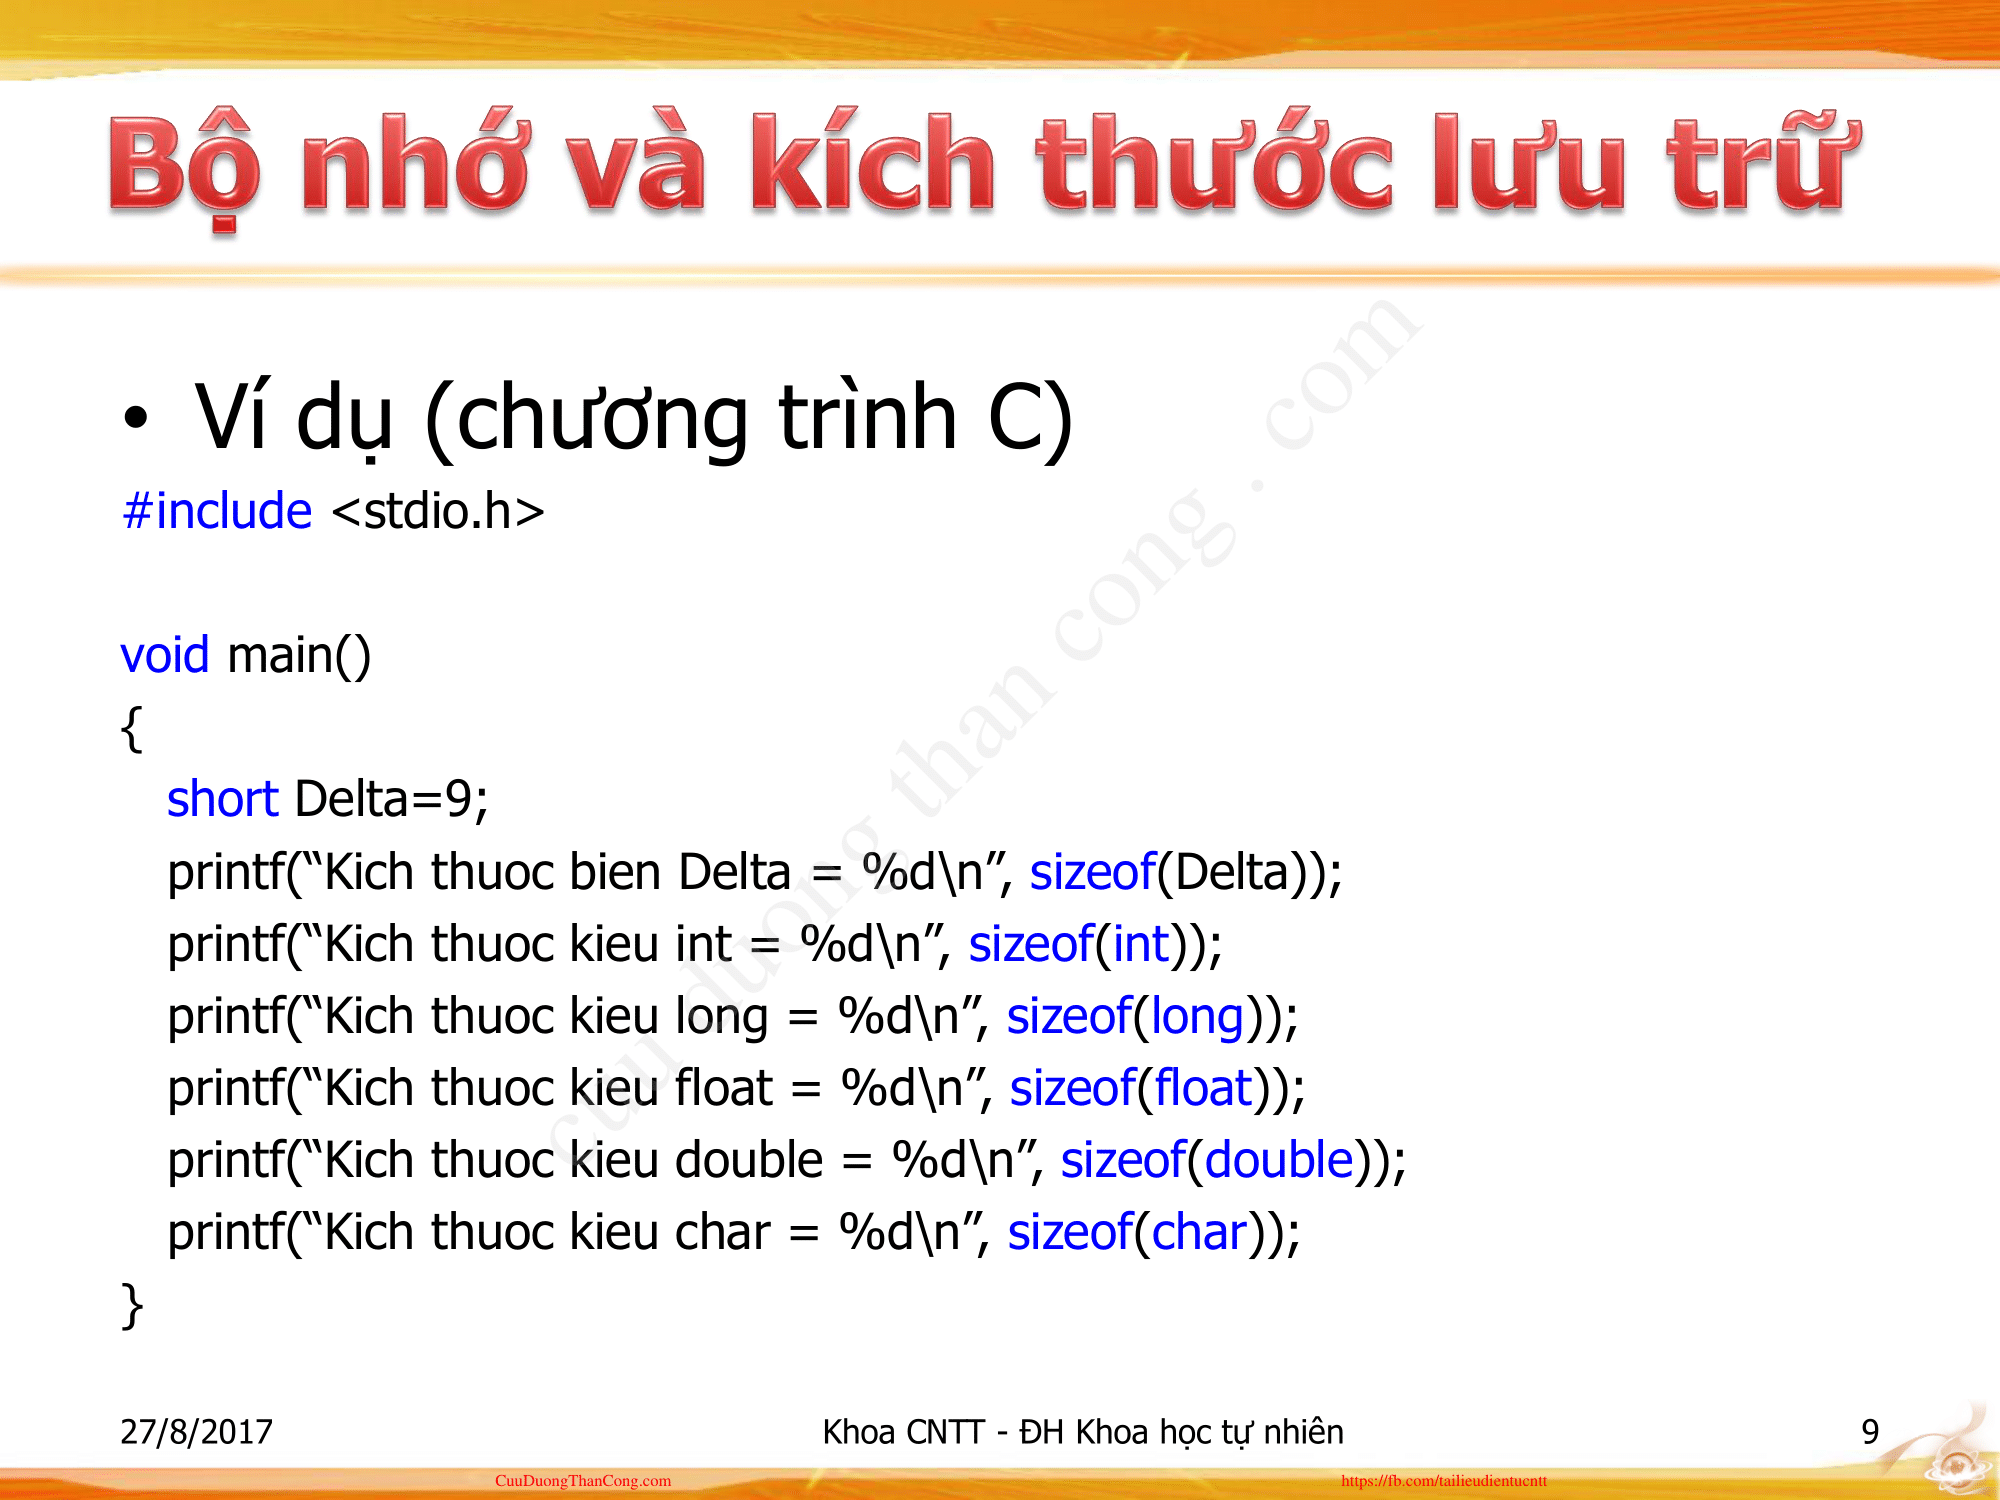 Bộ nhớ và kích thước lưu trữ
• Ví dụ (chương trình C)
#include <stdio.h>
void main()
{
short Delta=9;
printf(“Kich thuoc bien Delta = %d\n”, sizeof(Delta));
printf(“Kich thuoc kieu int = %d\n”, sizeof(int));
printf(“Kich thuoc kieu long = %d\n”, sizeof(long));
printf(“Kich thuoc kieu float = %d\n”, sizeof(float));
printf(“Kich thuoc kieu double = %d\n”, sizeof(double));
printf(“Kich thuoc kieu char = %d\n”, sizeof(char));
}
cuu duong than cong . com
27/8/2017
Khoa CNTT - ĐH Khoa học tự nhiên
9
CuuDuongThanCong.com
https://fb.com/tailieudientucntt